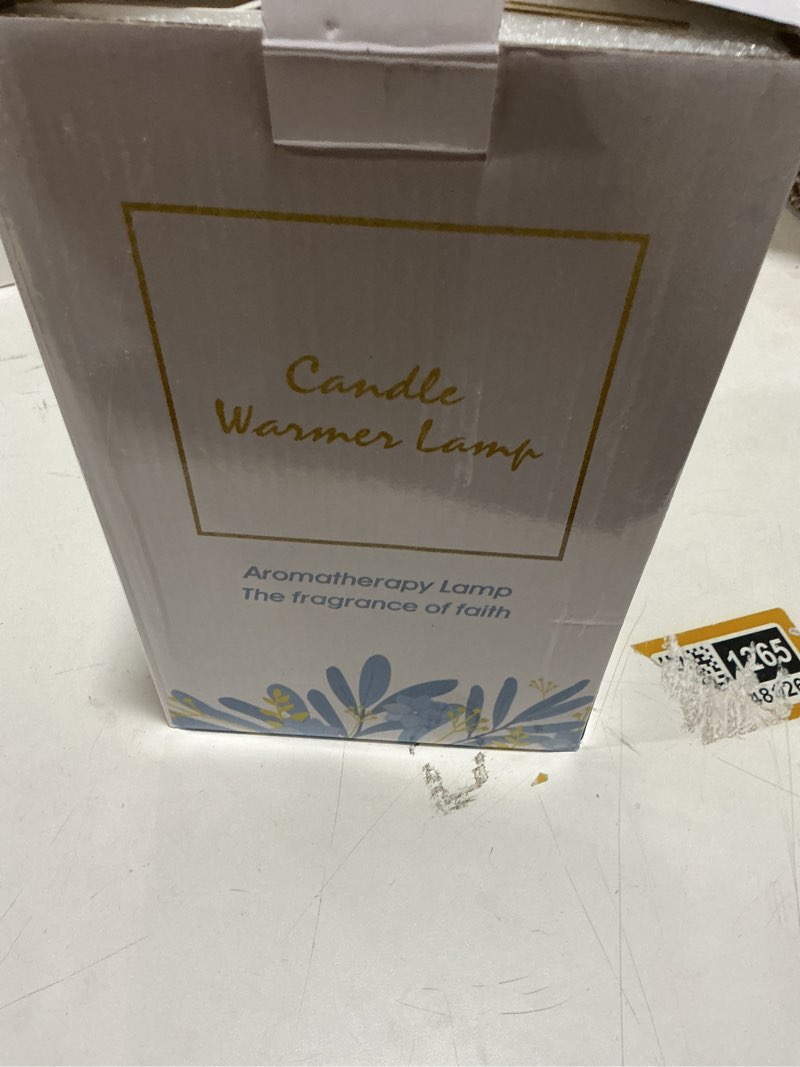 Candle
Warmer Lamp
Aromatherapy Lamp
The fragrance of faith
1265